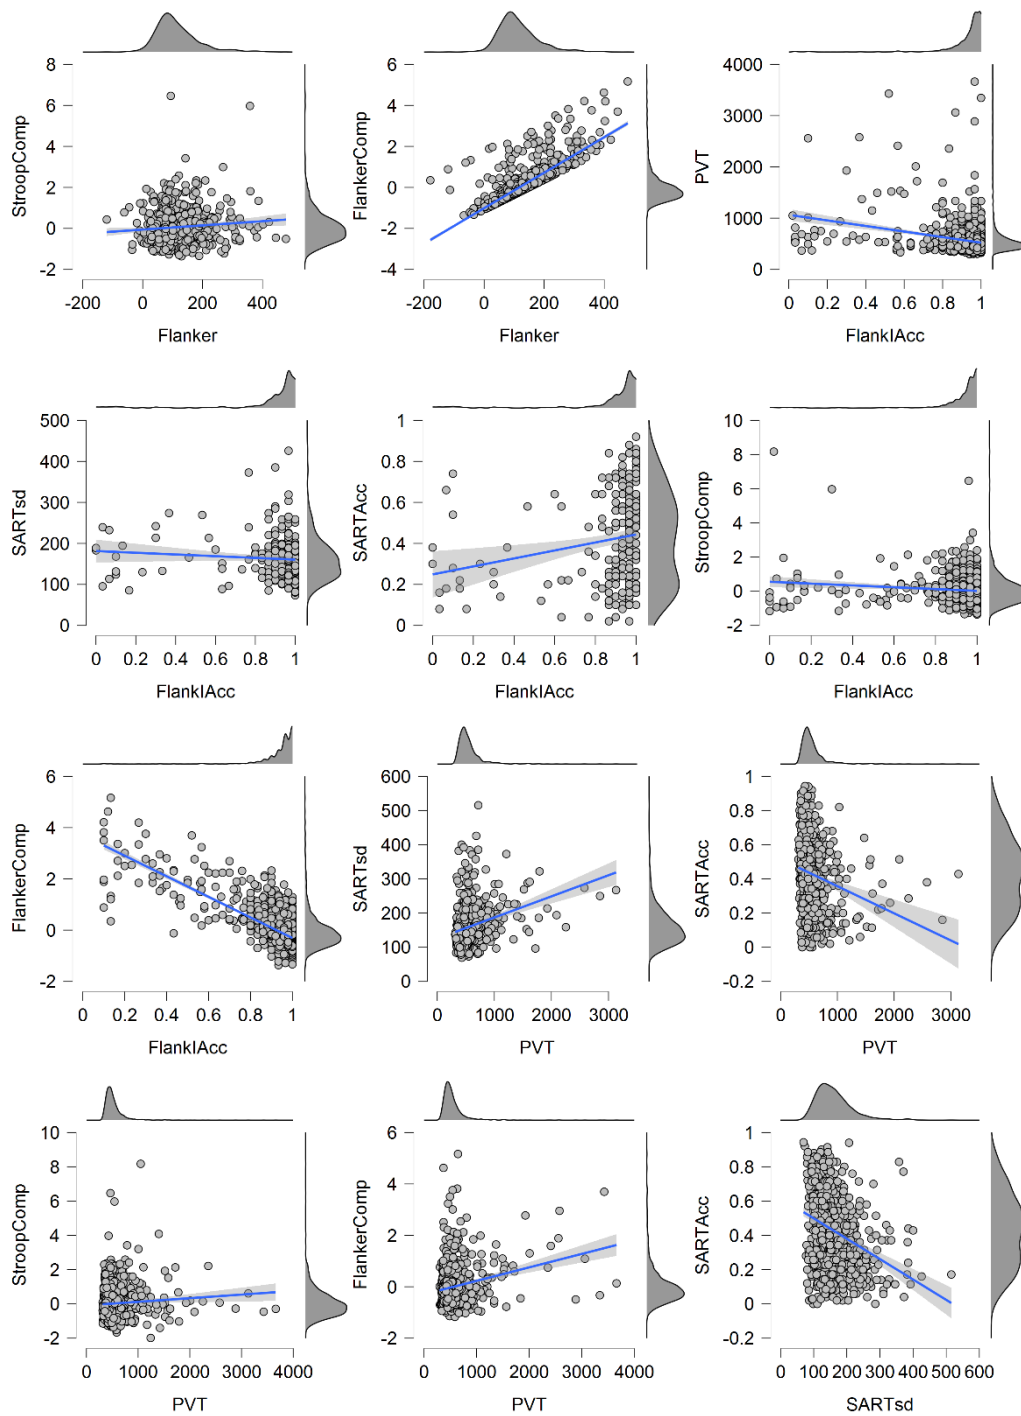 StroopComp
8
6
4
2
0
-2
-200 0 200 400
Flanker
FlankerComp
6
4
2
0
-2
-4
-200 0 200 400
Flanker
PVT
4000
3000
2000
1000
0
0 0.2 0.4 0.6 0.8 1
FlankIAcc
SARTsd
500
400
300
200
100
0
0 0.2 0.4 0.6 0.8 1
FlankIAcc
SARTAcc
1
0.8
0.6
0.4
0.2
0
0 0.2 0.4 0.6 0.8 1
FlankIAcc
StroopComp
10
8
6
4
2
0
-2
0 0.2 0.4 0.6 0.8 1
FlankIAcc
FlankerComp
6
4
2
0
-2
0 0.2 0.4 0.6 0.8 1
FlankIAcc
SARTsd
600
500
400
300
200
100
0
0 1000 2000 3000
PVT
SARTAcc
1
0.8
0.6
0.4
0.2
0
-0.2
0 1000 2000 3000
PVT
StroopComp
10
8
6
4
2
0
-2
0 1000 2000 3000 4000
PVT
FlankerComp
6
4
2
0
-2
0 1000 2000 3000 4000
PVT
SARTAcc
1
0.8
0.6
0.4
0.2
0
-0.2
0 100 200 300 400 500 600
SARTsd